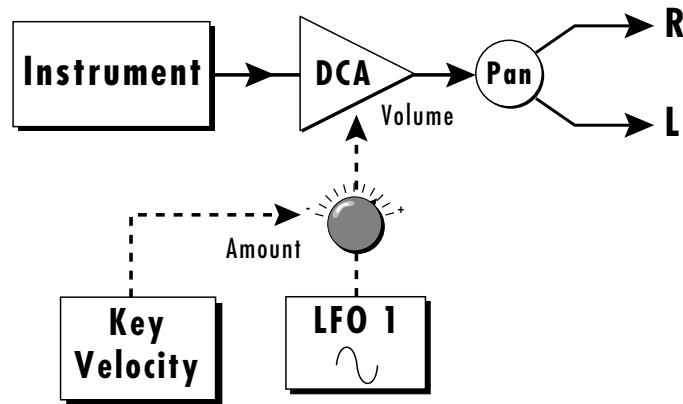 Instrument
DCA
Pan
R
L
Volume
- +
Amount
Key
Velocity
LFO 1